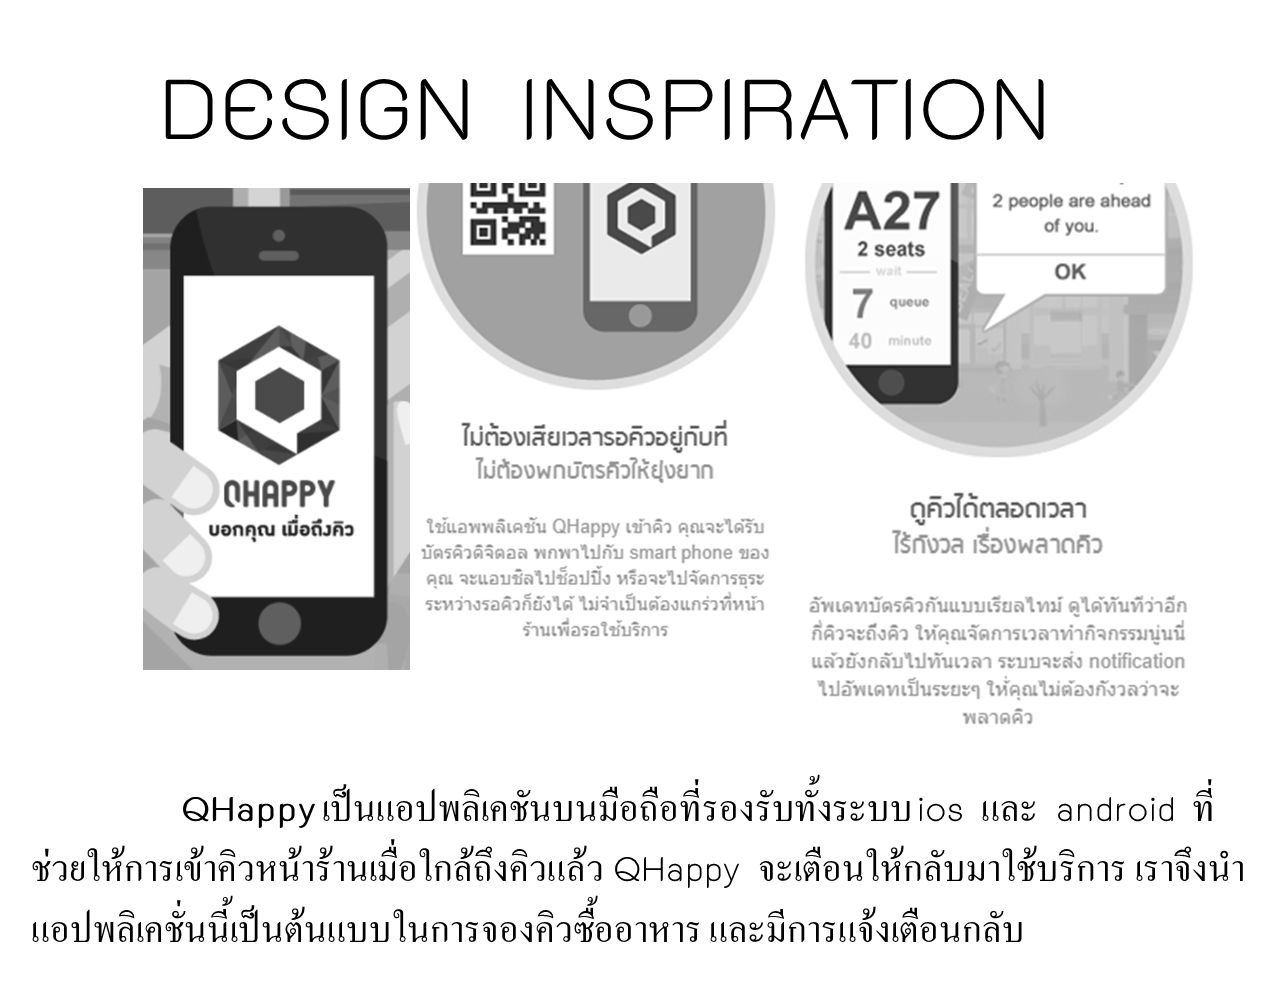 DESIGN INSPIRATION
QHAPPY
บอกคุณ เมื่อถึงคิว
ไม่ต้องเสียเวลารอคิวอยู่กับที่
ไม่ต้องพกบัตรคิวให้ยุ่งยาก
ใช้แอพพลิเคชัน QHappy เข้าคิว คุณจะได้รับ
บัตรคิวดิจิตอล พกพาไปกับ smart phone ของ
คุณ จะแอบชิลไปช็อปปิ้ง หรือจะไปจัดการธุระ
ระหว่างรอคิวก็ยังได้ ไม่จำเป็นต้องแกร่วที่หน้า
ร้านเพื่อรอใช้บริการ
A27
2 seats
wait
7 queue
40 minute
2 people are ahead
of you.
OK
ดูคิวได้ตลอดเวลา
ไร้กังวล เรื่องพลาดคิว
อัพเดทบัตรคิวกันแบบเรียลไทม์ ดูได้ทันทีว่าอีก
กี่คิวจะถึงคิว ให้คุณจัดการเวลาทำกิจกรรมนู่นนี่
แล้วยังกลับไปทันเวลา ระบบจะส่ง notification
ไปอัพเดทเป็นระยะๆ ให้คุณไม่ต้องกังวลว่าจะ
พลาดคิว
QHappy เป็นแอปพลิเคชันบนมือถือที่รองรับทั้งระบบ ios และ android ที่
ช่วยให้การเข้าคิวหน้าร้านเมื่อใกล้ถึงคิวแล้ว QHappy จะเตือนให้กลับมาใช้บริการ เราจึงนำ
แอปพลิเคชั่นนี้เป็นต้นแบบในการจองคิวซื้ออาหาร และมีการแจ้งเตือนกลับ